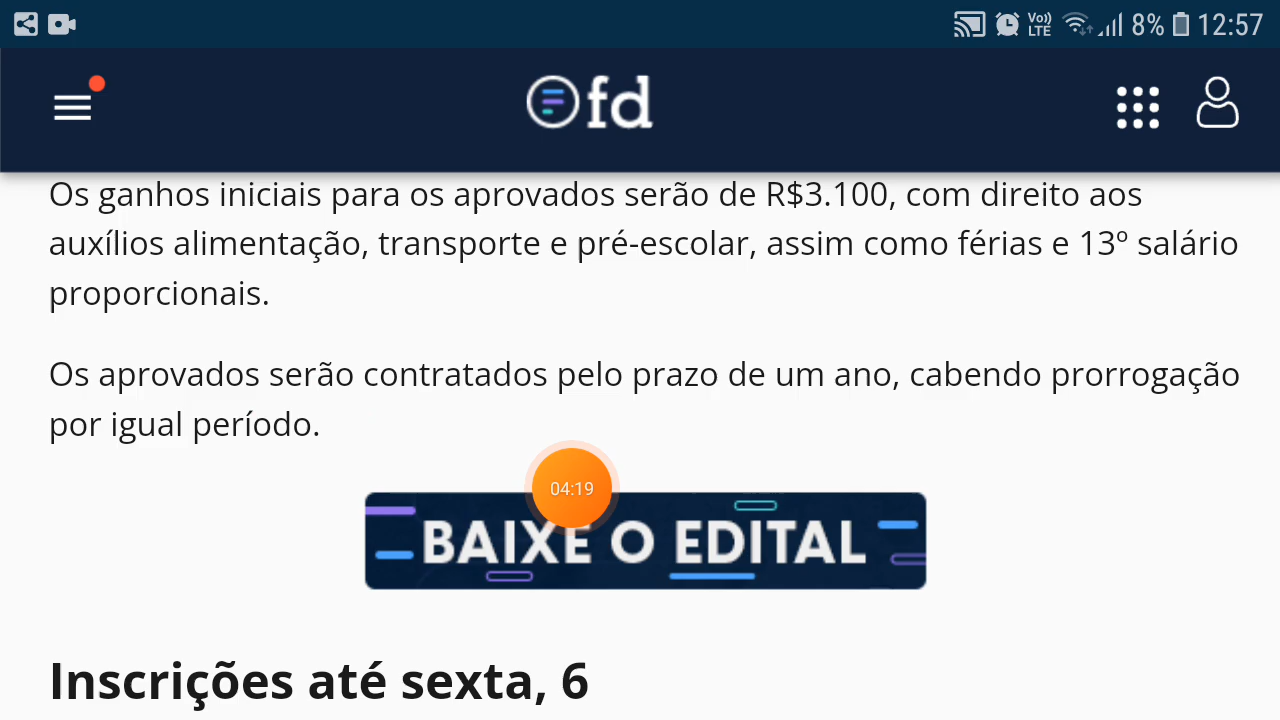 Vo)) LTE 8% 12:57
fd
Os ganhos iniciais para os aprovados serão de R$3.100, com direito aos
auxílios alimentação, transporte e pré-escolar, assim como férias e 13º salário
proporcionais.
Os aprovados serão contratados pelo prazo de um ano, cabendo prorrogação
por igual período.
04:19
BAIXE O EDITAL
Inscrições até sexta, 6